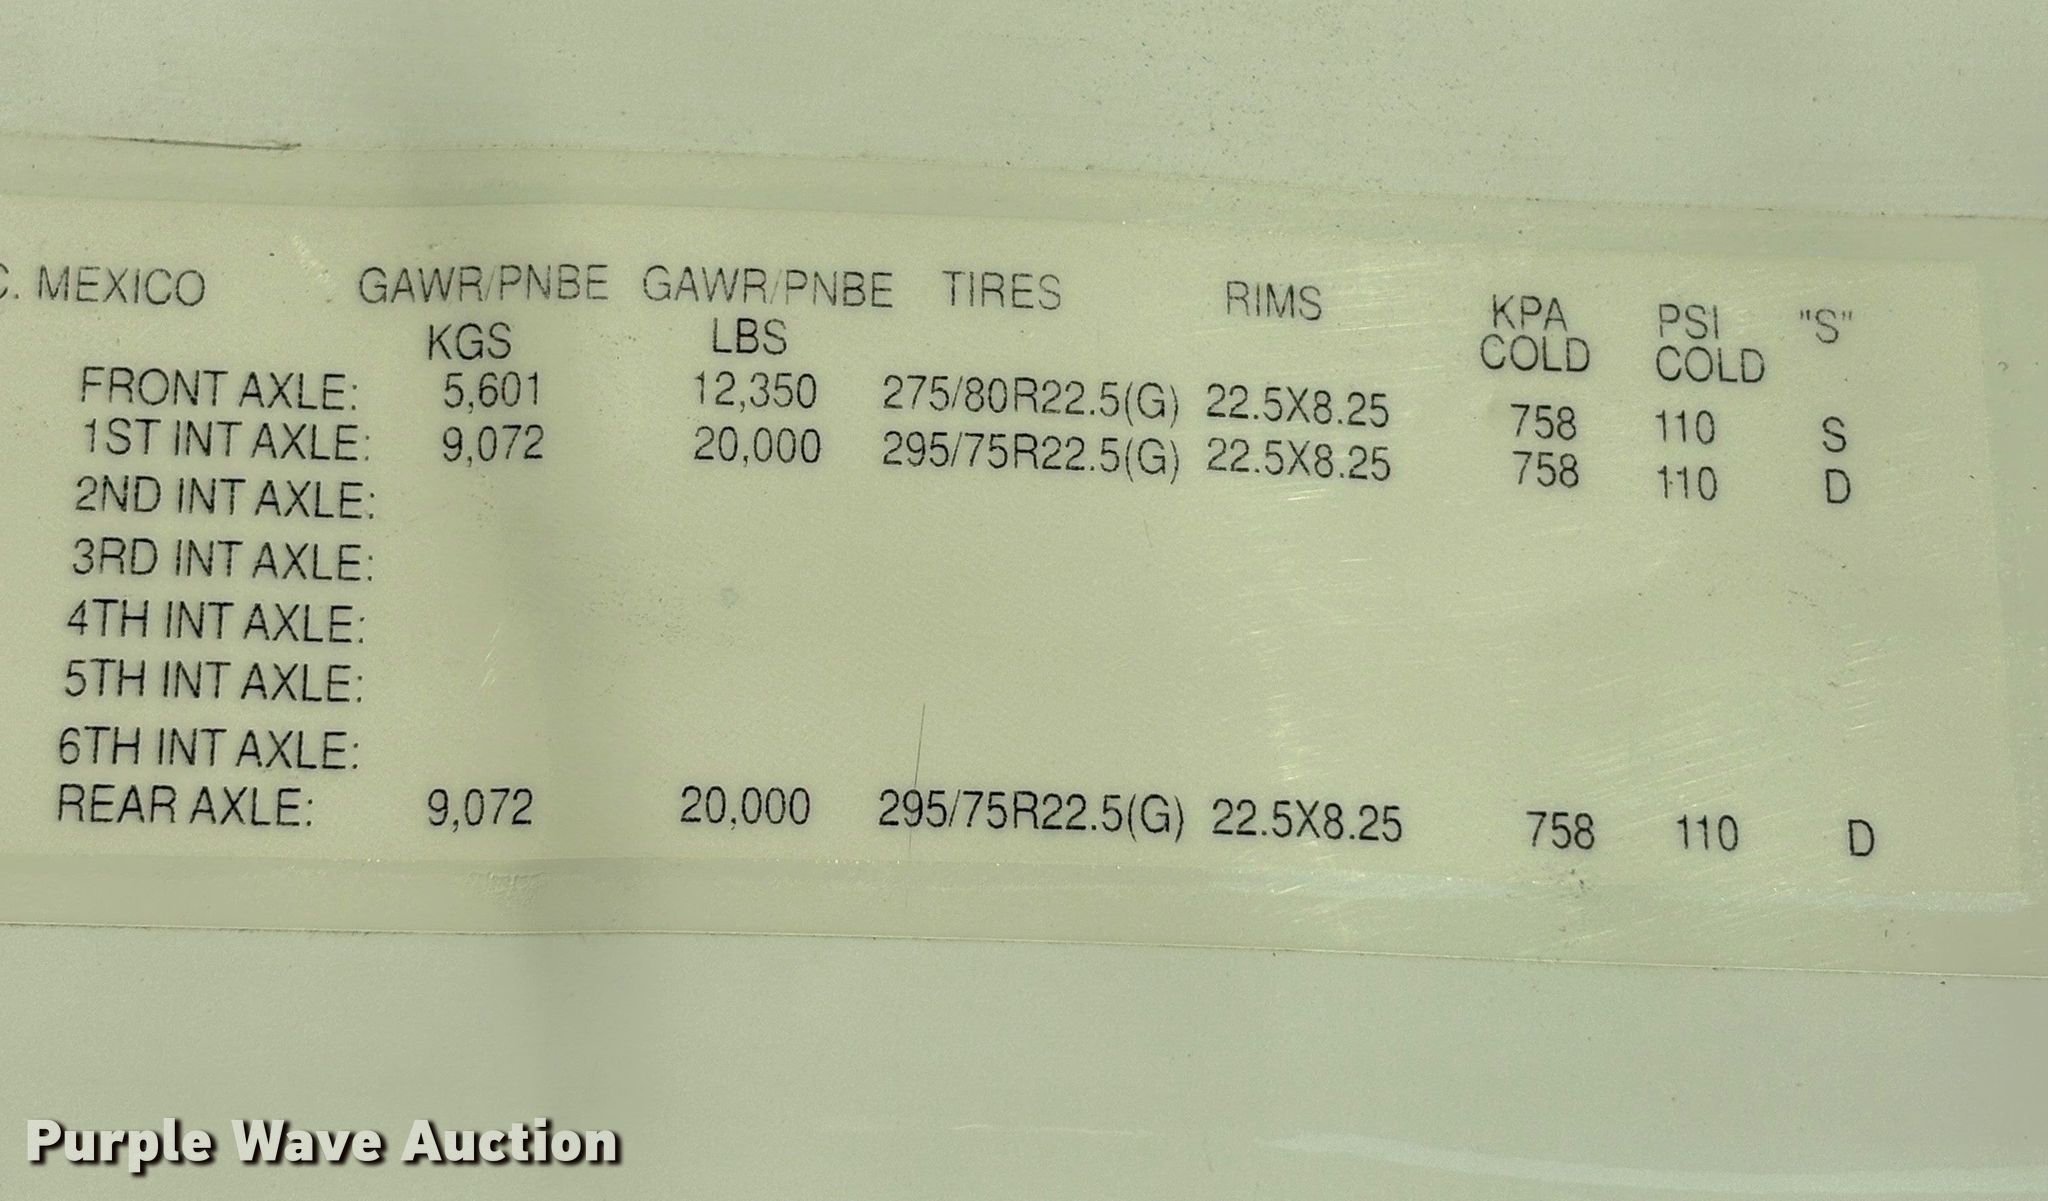 C. MEXICO GAWR/PNBE GAWR/PNBE TIRES RIMS KPA PSI "S"
KGS LBS COLD COLD
FRONT AXLE: 5,601 12,350 275/80R22.5(G) 22.5X8.25 758 110 S
1ST INT AXLE: 9,072 20,000 295/75R22.5(G) 22.5X8.25 758 110 D
2ND INT AXLE:
3RD INT AXLE:
4TH INT AXLE:
5TH INT AXLE:
6TH INT AXLE:
REAR AXLE: 9,072 20,000 295/75R22.5(G) 22.5X8.25 758 110 D
Purple Wave Auction